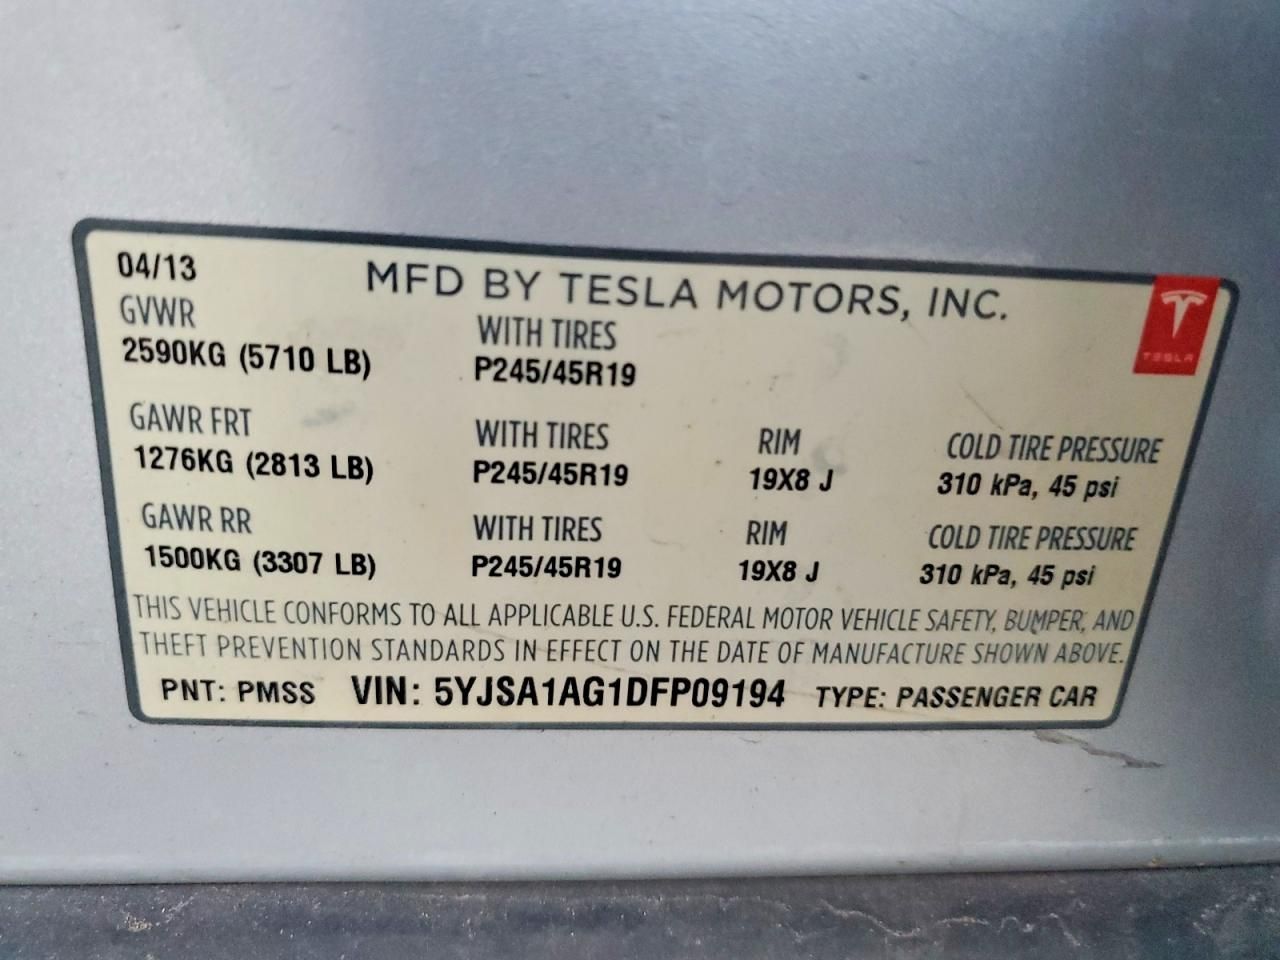 04/13 MFD BY TESLA MOTORS, INC.
TESLA
GVWR WITH TIRES
2590KG (5710 LB) P245/45R19
GAWR FRT WITH TIRES RIM COLD TIRE PRESSURE
1276KG (2813 LB) P245/45R19 19X8 J 310 kPa, 45 psi
GAWR RR WITH TIRES RIM COLD TIRE PRESSURE
1500KG (3307 LB) P245/45R19 19X8 J 310 kPa, 45 psi
THIS VEHICLE CONFORMS TO ALL APPLICABLE U.S. FEDERAL MOTOR VEHICLE SAFETY, BUMPER, AND
THEFT PREVENTION STANDARDS IN EFFECT ON THE DATE OF MANUFACTURE SHOWN ABOVE.
PNT: PMSS VIN: 5YJSA1AG1DFP09194 TYPE: PASSENGER CAR